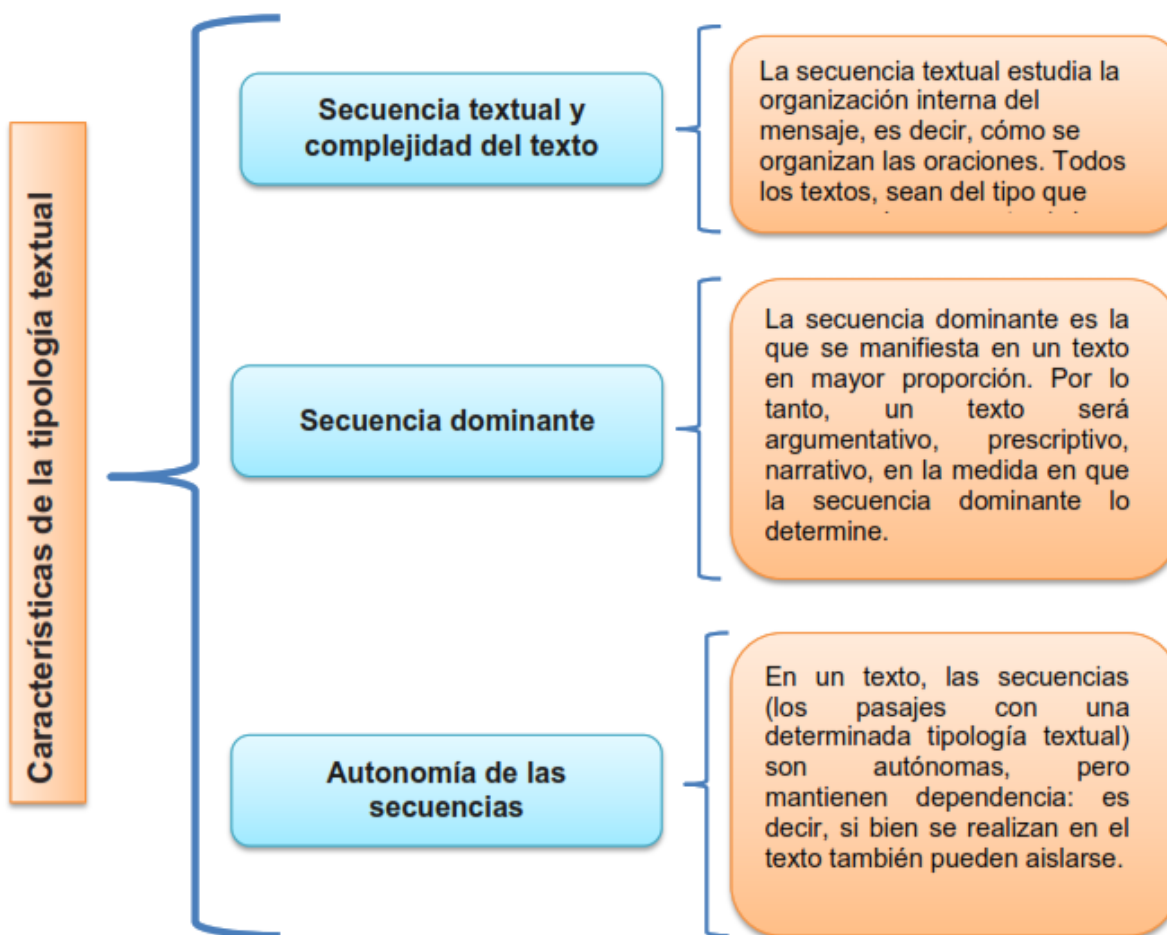 Características de la tipología textual
Secuencia textual y
complejidad del texto
La secuencia textual estudia la
organización interna del
mensaje, es decir, cómo se
organizan las oraciones. Todos
los textos, sean del tipo que
Secuencia dominante
La secuencia dominante es la
que se manifiesta en un texto
en mayor proporción. Por lo
tanto, un texto será
argumentativo, prescriptivo,
narrativo, en la medida en que
la secuencia dominante lo
determine.
Autonomía de las
secuencias
En un texto, las secuencias
(los pasajes con una
determinada tipología textual)
son autónomas, pero
mantienen dependencia: es
decir, si bien se realizan en el
texto también pueden aislarse.